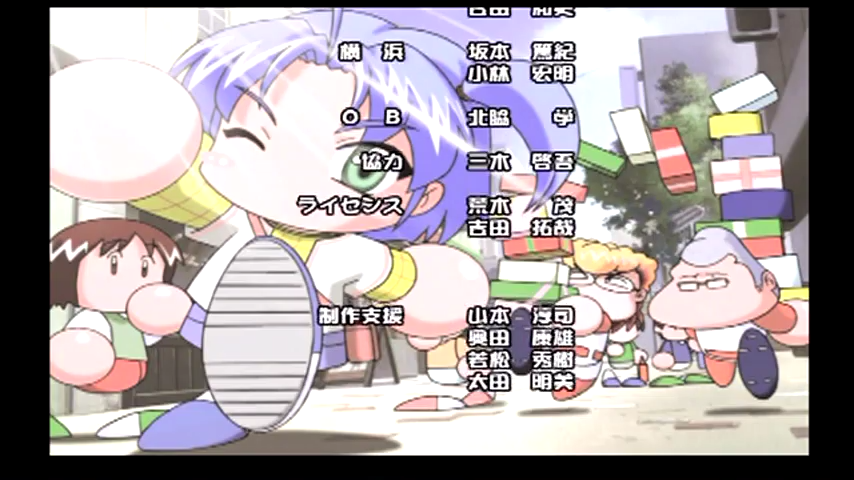 横　浜　坂本　篤紀
小林　宏明
Ｏ　Ｂ　北脇　学
協力　三木　啓吾
ライセンス　荒木　茂
吉田　拓哉
制作支援　山本　淳司
奥田　康雄
若松　秀樹
太田　明美